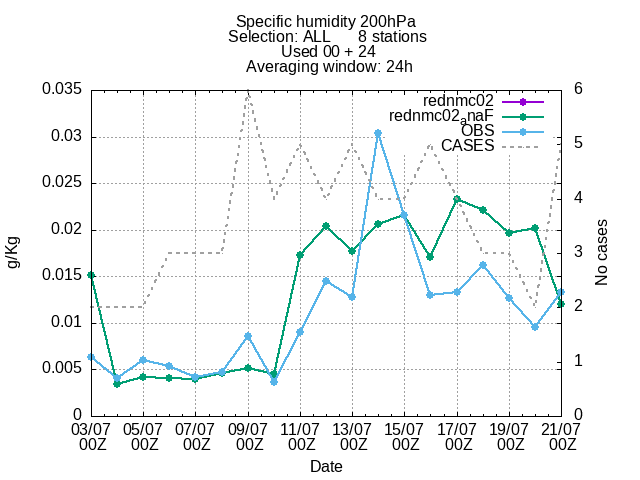 Specific humidity 200hPa
Selection: ALL 8 stations
Used 00 + 24
Averaging window: 24h
0.035
0.03
0.025
0.02
0.015
0.01
0.005
0
6
5
4
3
2
1
0
rednmc02
rednmc02anaF
OBS
CASES
g/Kg
No cases
03/07 05/07 07/07 09/07 11/07 13/07 15/07 17/07 19/07 21/07
00Z 00Z 00Z 00Z 00Z 00Z 00Z 00Z 00Z 00Z
Date